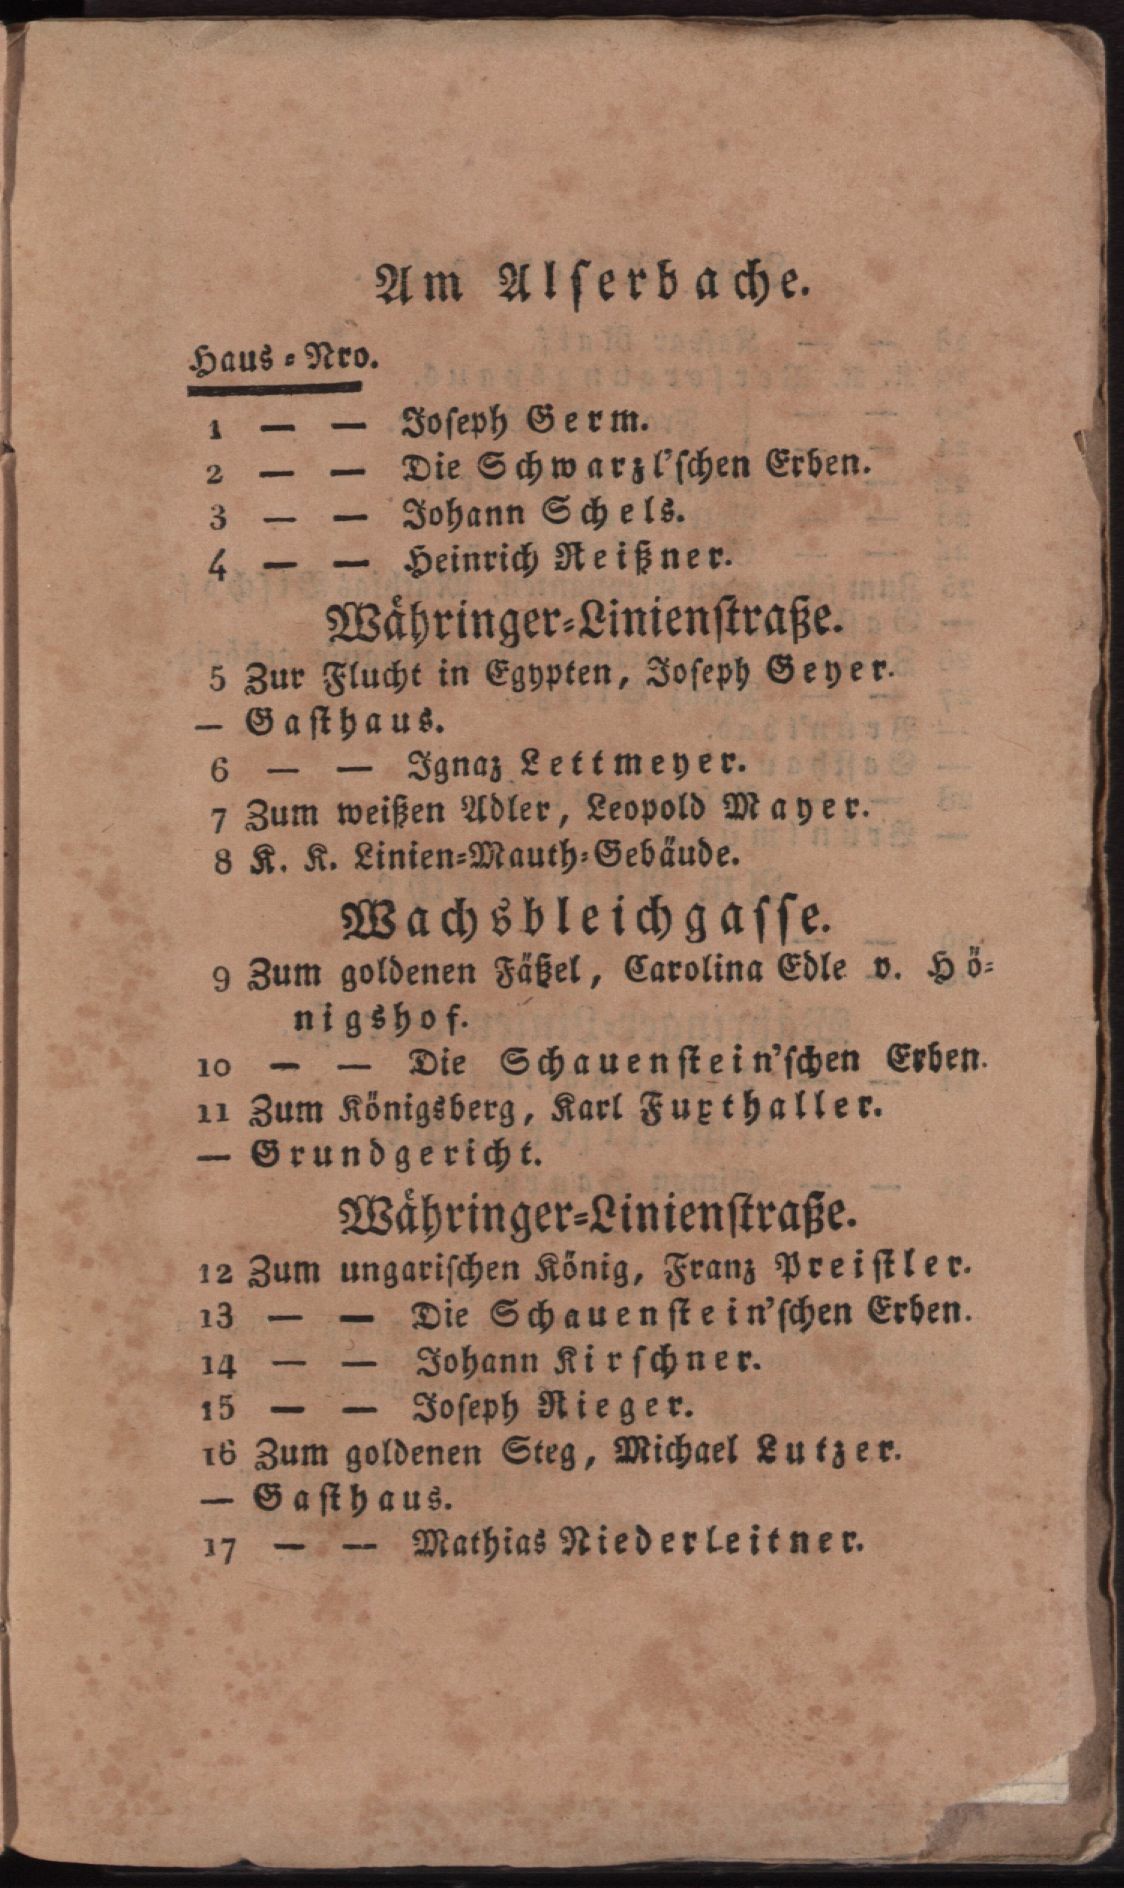 Am Alserbache.
Haus-Nro.
1 — — Joseph Germ.
2 — — Die Schwarzl'schen Erben.
3 — — Johann Schels.
4 — — Heinrich Reißner.
Währinger-Linienstraße.
5 Zur Flucht in Egypten, Joseph Geyer.
— Gasthaus.
6 — — Ignaz Lettmeyer.
7 Zum weißen Adler, Leopold Mayer.
8 K. K. Linien-Mauth-Gebäude.
Wachsbleichgasse.
9 Zum goldenen Fäßel, Carolina Edle v. Hö-
nigshof.
10 — — Die Schauenstein'schen Erben.
11 Zum Königsberg, Karl Fuxthaller.
— Grundgericht.
Währinger-Linienstraße.
12 Zum ungarischen König, Franz Preistler.
13 — — Die Schauenstein'schen Erben.
14 — — Johann Kirschner.
15 — — Joseph Rieger.
16 Zum goldenen Steg, Michael Lutzer.
— Gasthaus.
17 — — Mathias Niederleitner.